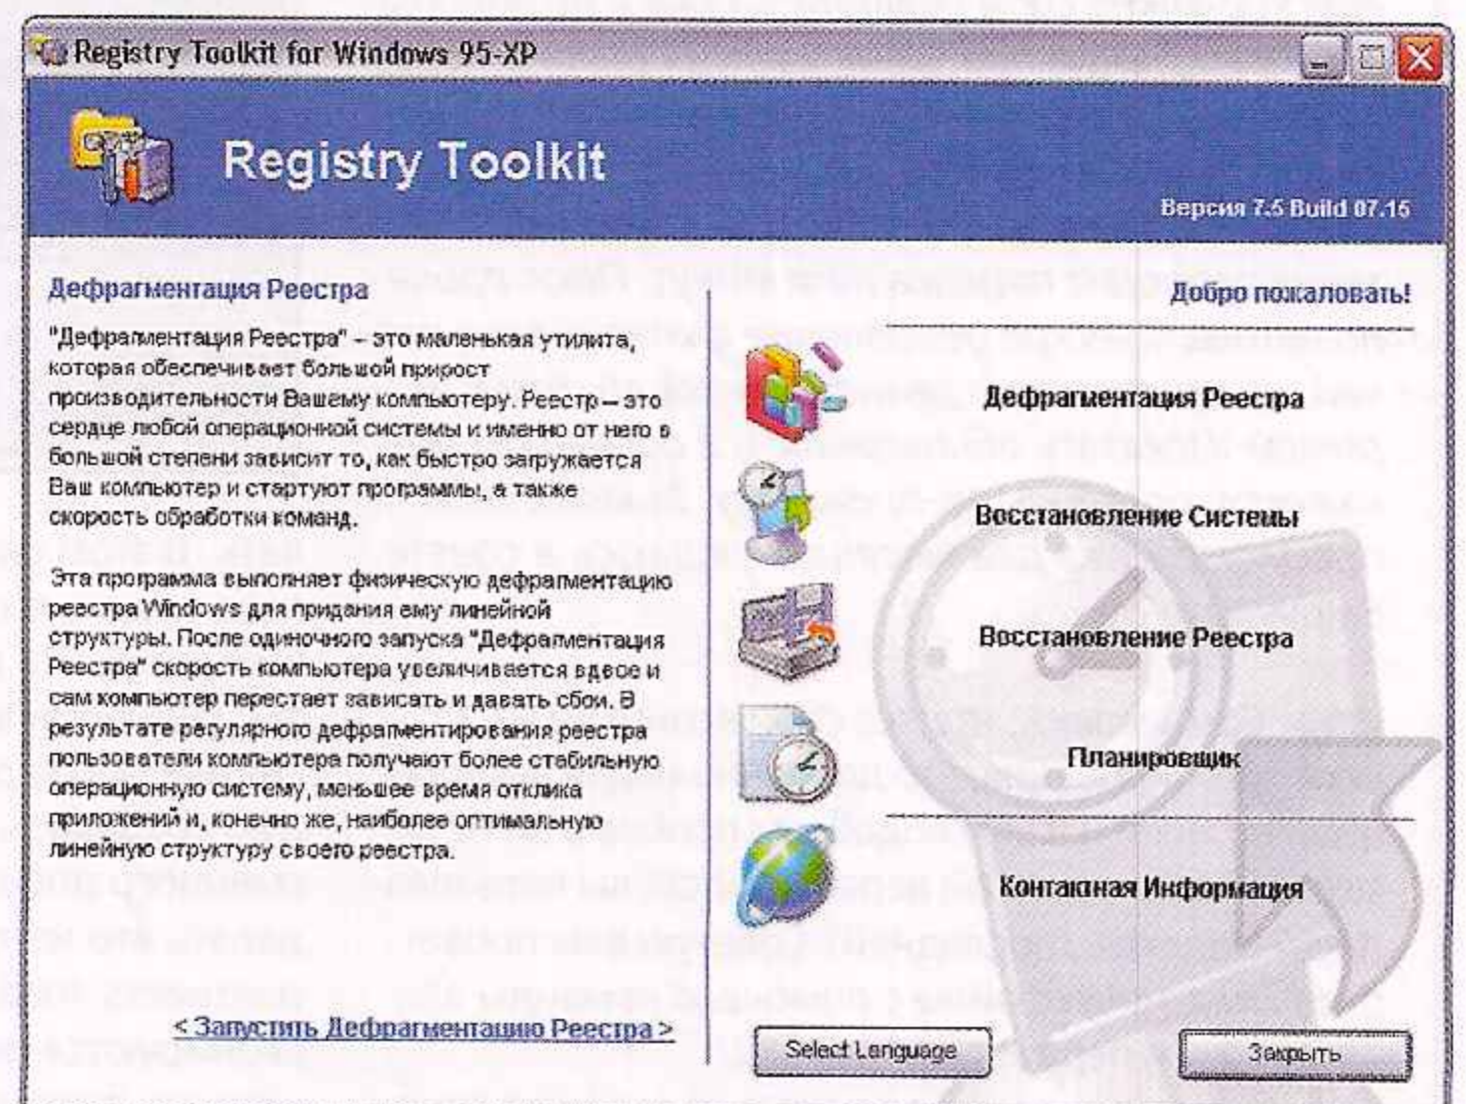 Registry Toolkit for Windows 95-XP
Registry Toolkit
Версия 7.5 Build 07.15
Дефрагментация Реестра
"Дефрагментация Реестра" – это маленькая утилита,
которая обеспечивает большой прирост
производительности Вашему компьютеру. Реестр – это
сердце любой операционной системы и именно от него в
большой степени зависит то, как быстро загружается
Ваш компьютер и стартуют программы, а также
скорость обработки команд.
Эта программа выполняет физическую дефрагментацию
реестра Windows для придания ему линейной
структуры. После одиночного запуска "Дефрагментация
Реестра" скорость компьютера увеличивается вдвое и
сам компьютер перестает зависать и давать сбои. В
результате регулярного дефрагментирования реестра
пользователи компьютера получают более стабильную
операционную систему, меньшее время отклика
приложений и, конечно же, наиболее оптимальную
линейную структуру своего реестра.
< Запустить Дефрагментацию Реестра >
Добро пожаловать!
Дефрагментация Реестра
Восстановление Системы
Восстановление Реестра
Планировщик
Контактная Информация
Select Language
Закрыть